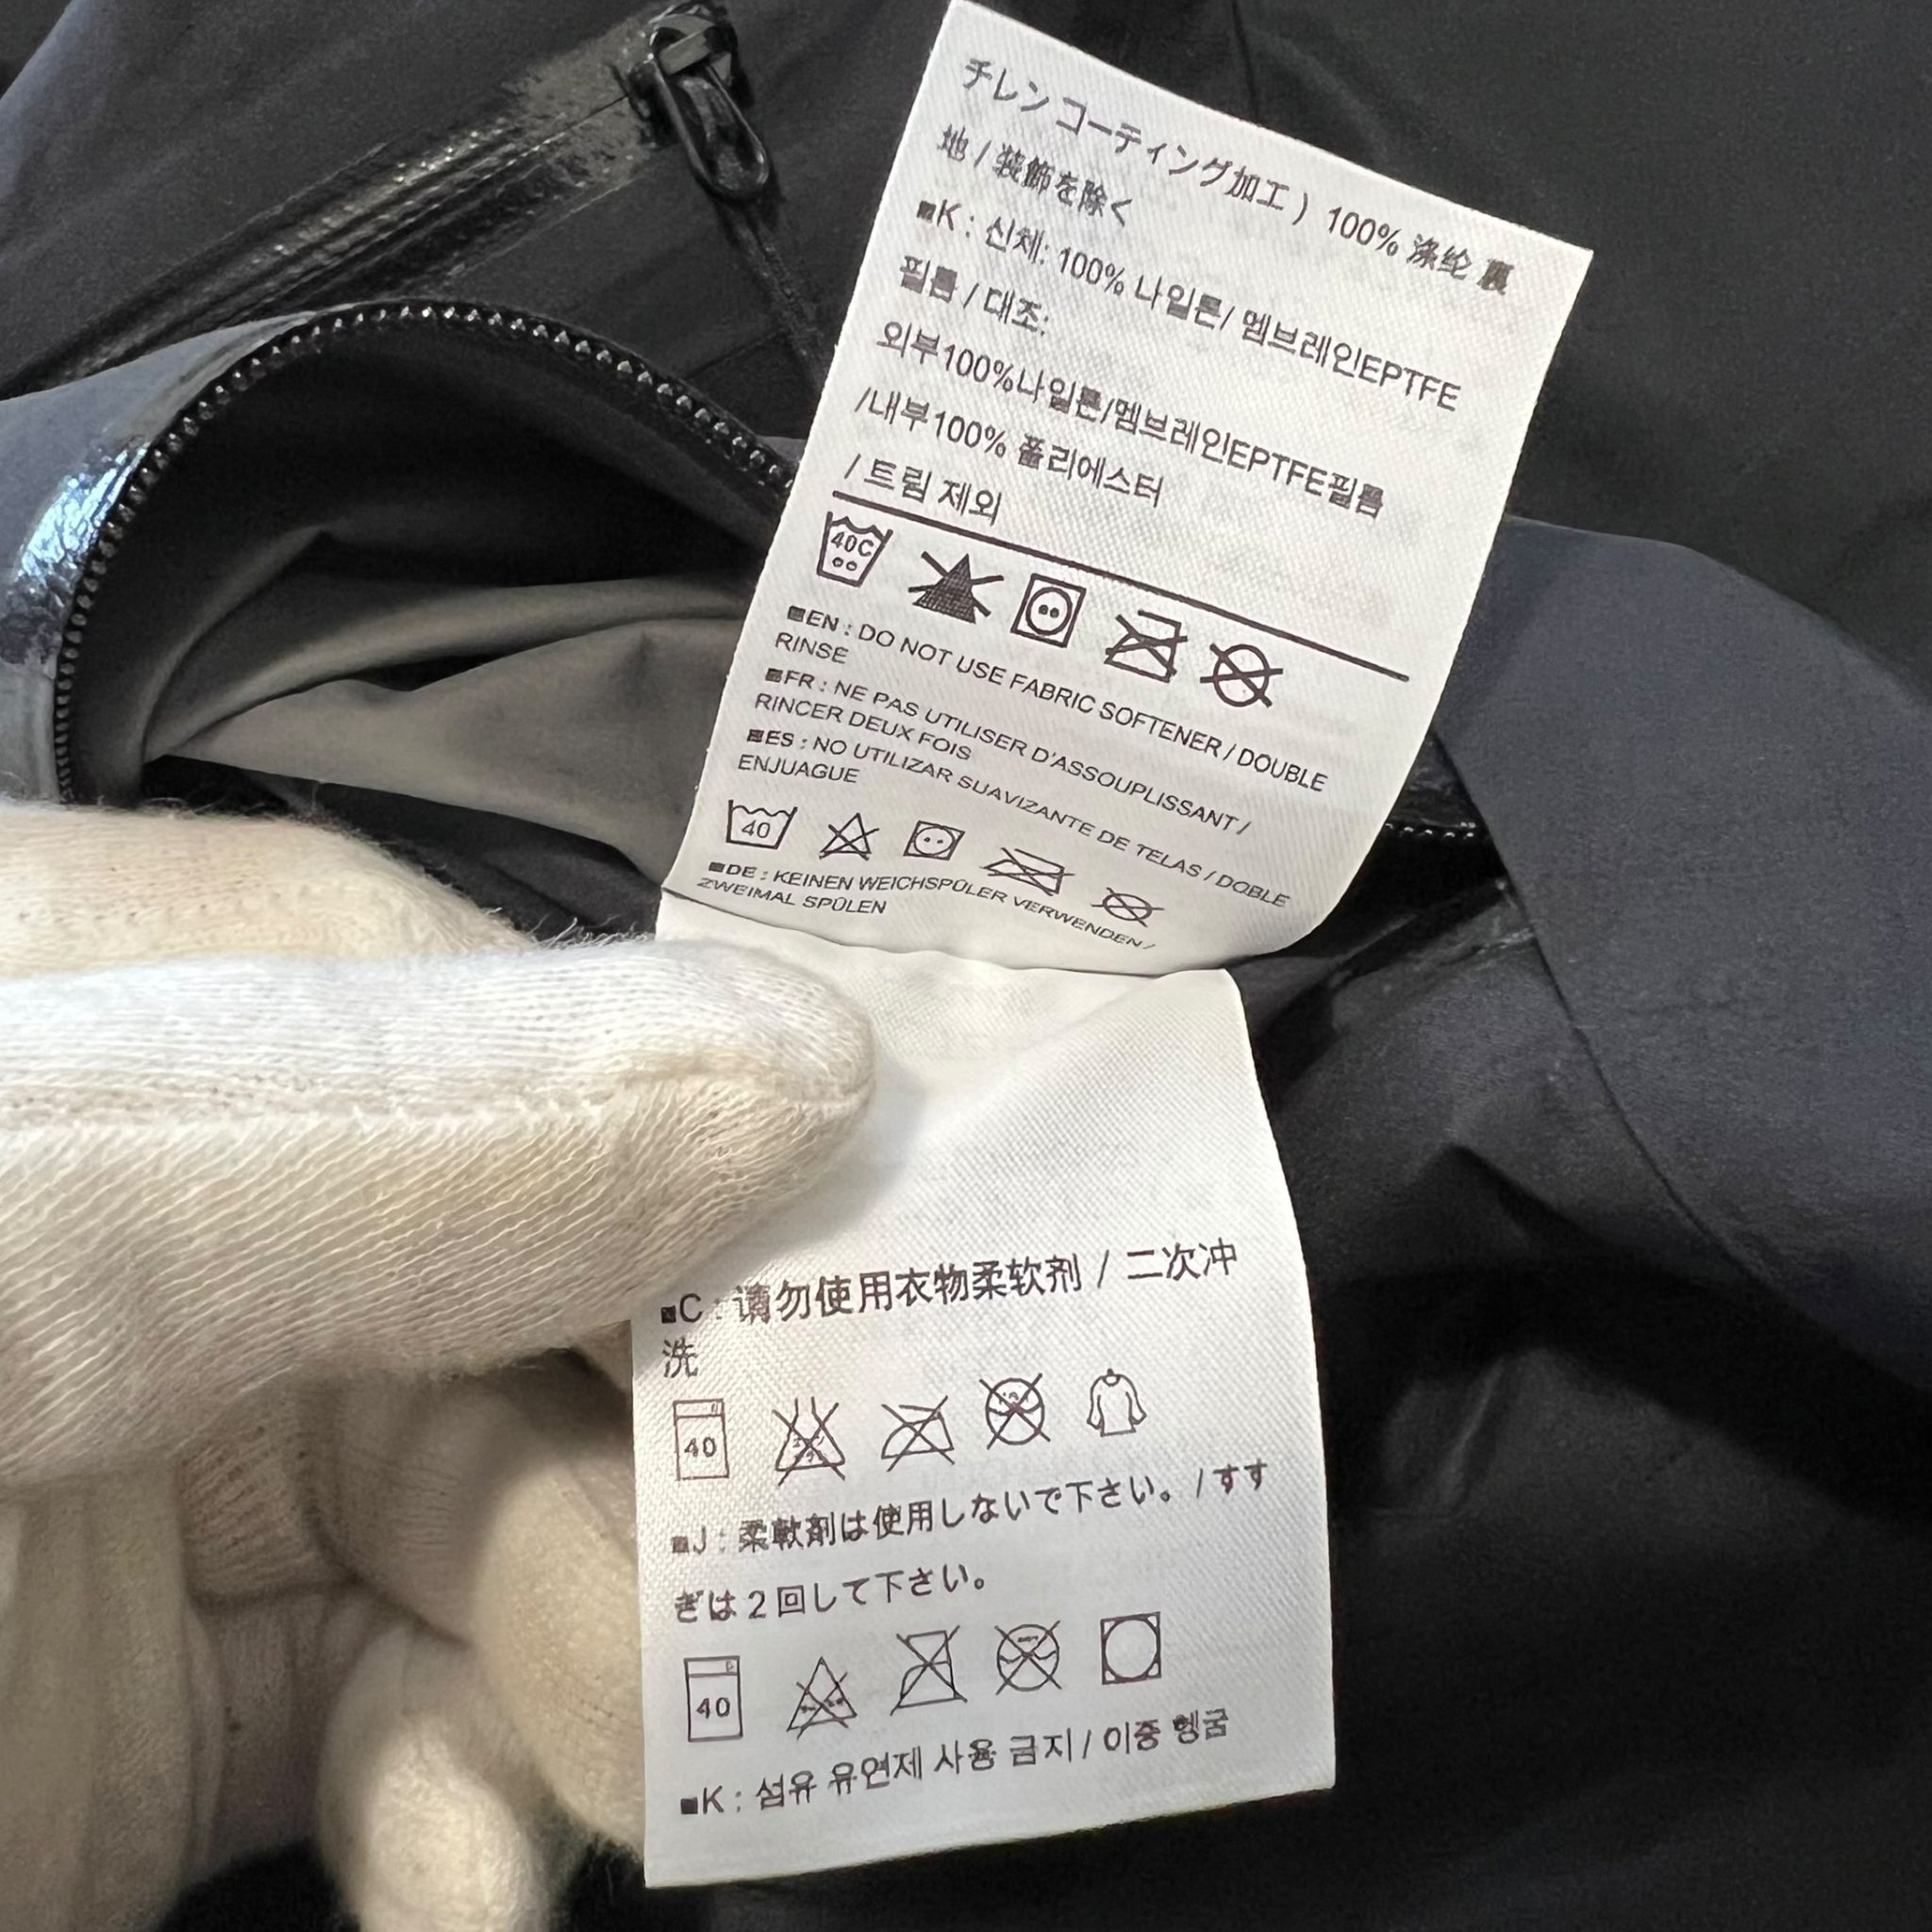 チレン コーティング加工） 100% 涤纶 裏
地 / 装飾を除く
■K : 신체: 100% 나일론/ 멤브레인EPTFE
필름 / 대조:
외부100%나일론/멤브레인EPTFE필름
/내부100% 폴리에스터
/ 트림 제외
40C
■EN : DO NOT USE FABRIC SOFTENER / DOUBLE
RINSE
■FR : NE PAS UTILISER D'ASSOUPLISSANT /
RINCER DEUX FOIS
■ES : NO UTILIZAR SUAVIZANTE DE TELAS / DOBLE
ENJUAGUE
40
■DE : KEINEN WEICHSPÜLER VERWENDEN /
ZWEIMAL SPÜLEN
■C : 请勿使用衣物柔软剂 / 二次冲
洗
40
■J : 柔軟剤は使用しないで下さい。/ すす
ぎは2回して下さい。
40
■K : 섬유 유연제 사용 금지 / 이중 헹굼